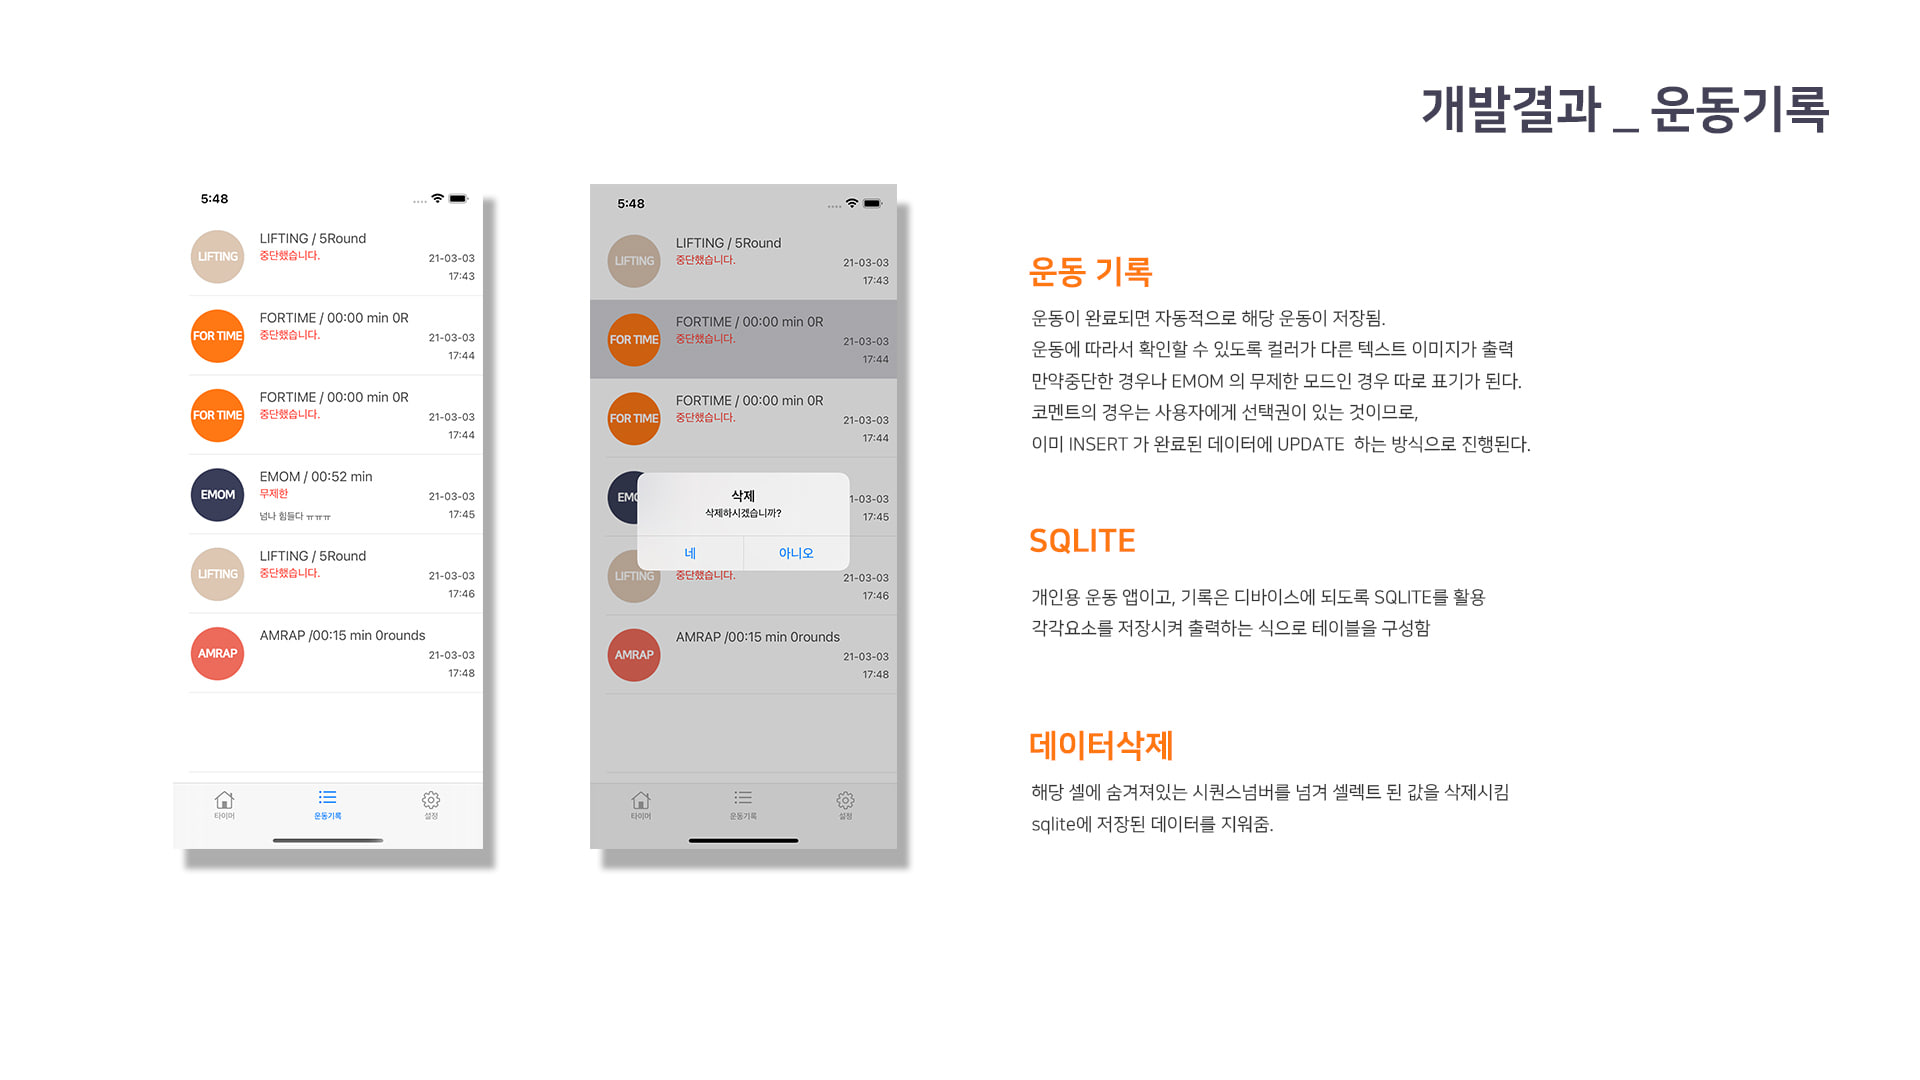 개발결과 _ 운동기록
5:48
LIFTING
LIFTING / 5Round
중단했습니다.
21-03-03
17:43
FOR TIME
FORTIME / 00:00 min 0R
중단했습니다.
21-03-03
17:44
FOR TIME
FORTIME / 00:00 min 0R
중단했습니다.
21-03-03
17:44
EMOM
EMOM / 00:52 min
무제한
넘나 힘들다 ㅠㅠㅠ
21-03-03
17:45
LIFTING
LIFTING / 5Round
중단했습니다.
21-03-03
17:46
AMRAP
AMRAP /00:15 min 0rounds
21-03-03
17:48
타이머
운동기록
설정
5:48
LIFTING
LIFTING / 5Round
중단했습니다.
21-03-03
17:43
FOR TIME
FORTIME / 00:00 min 0R
중단했습니다.
21-03-03
17:44
FOR TIME
FORTIME / 00:00 min 0R
중단했습니다.
21-03-03
17:44
EMO
1-03-03
17:45
삭제
삭제하시겠습니까?
네
아니오
LIFTING
중단했습니다.
21-03-03
17:46
AMRAP
AMRAP /00:15 min 0rounds
21-03-03
17:48
타이머
운동기록
설정
운동 기록
운동이 완료되면 자동적으로 해당 운동이 저장됨.
운동에 따라서 확인할 수 있도록 컬러가 다른 텍스트 이미지가 출력
만약중단한 경우나 EMOM 의 무제한 모드인 경우 따로 표기가 된다.
코멘트의 경우는 사용자에게 선택권이 있는 것이므로,
이미 INSERT 가 완료된 데이터에 UPDATE 하는 방식으로 진행된다.
SQLITE
개인용 운동 앱이고, 기록은 디바이스에 되도록 SQLITE를 활용
각각요소를 저장시켜 출력하는 식으로 테이블을 구성함
데이터삭제
해당 셀에 숨겨져있는 시퀀스넘버를 넘겨 셀렉트 된 값을 삭제시킴
sqlite에 저장된 데이터를 지워줌.